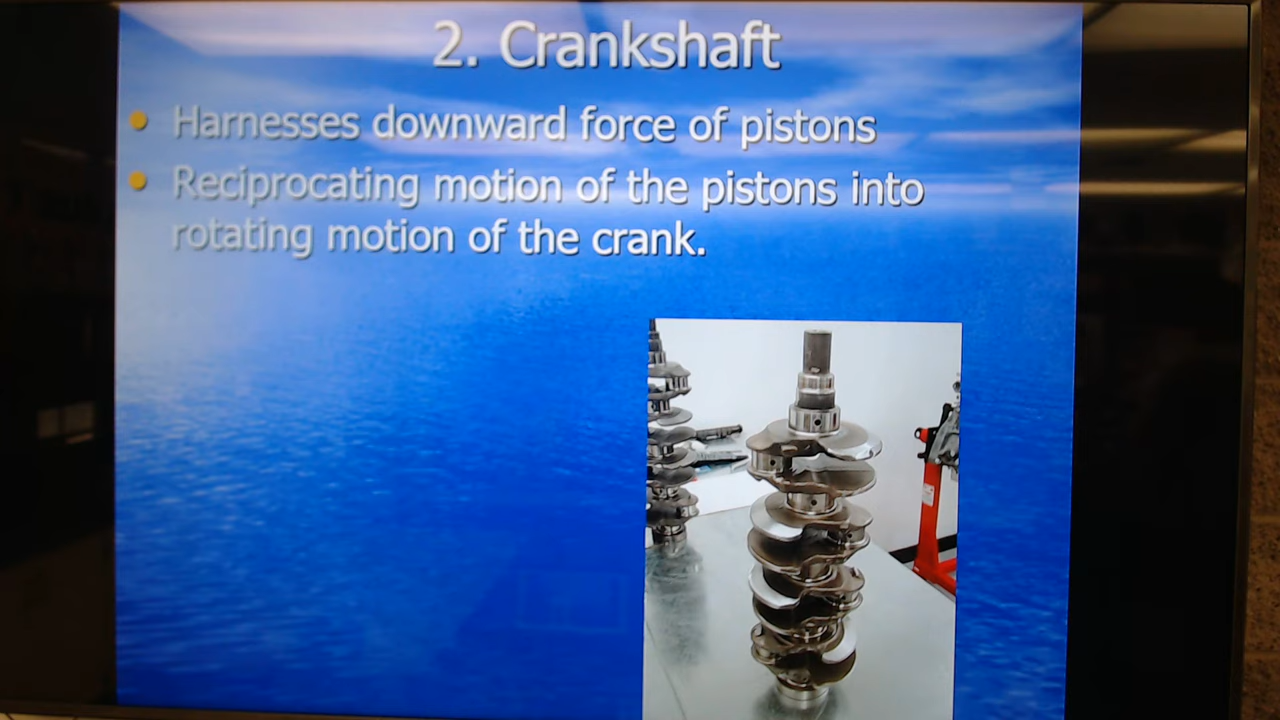 2. Crankshaft
Harnesses downward force of pistons
Reciprocating motion of the pistons into
rotating motion of the crank.